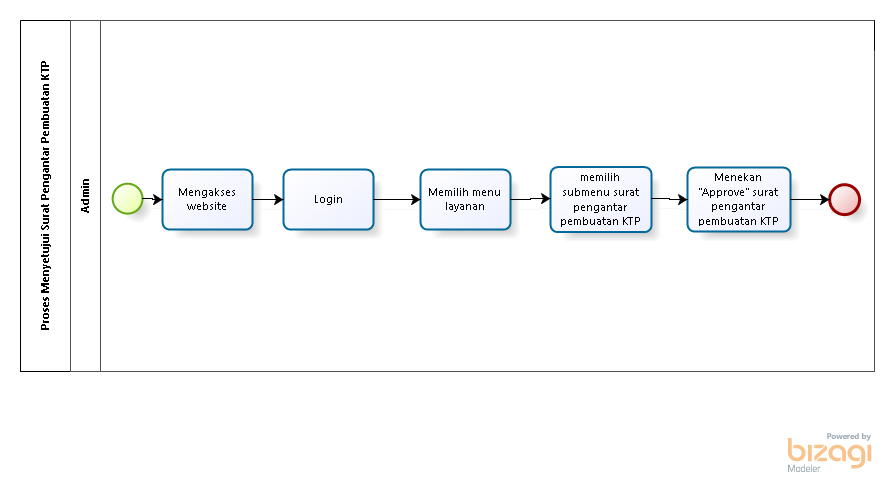 Proses Menyetujui Surat Pengantar Pembuatan KTP
Admin
Mengakses
website
Login
Memilih menu
layanan
memilih
submenu surat
pengantar
pembuatan KTP
Menekan
"Approve" surat
pengantar
pembuatan KTP
Powered by
bizagi
Modeler